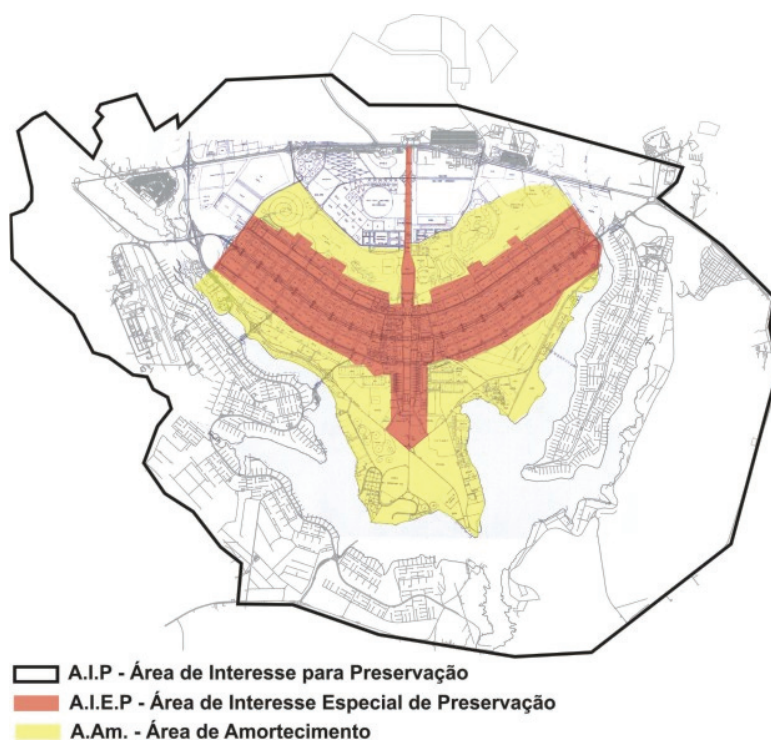 A.I.P - Área de Interesse para Preservação
A.I.E.P - Área de Interesse Especial de Preservação
A.Am. - Área de Amortecimento